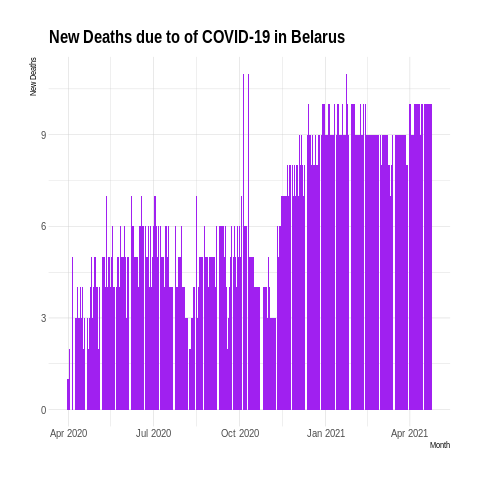 New Deaths due to of COVID-19 in Belarus
New Deaths
9
6
3
0
Apr 2020 Jul 2020 Oct 2020 Jan 2021 Apr 2021
Month